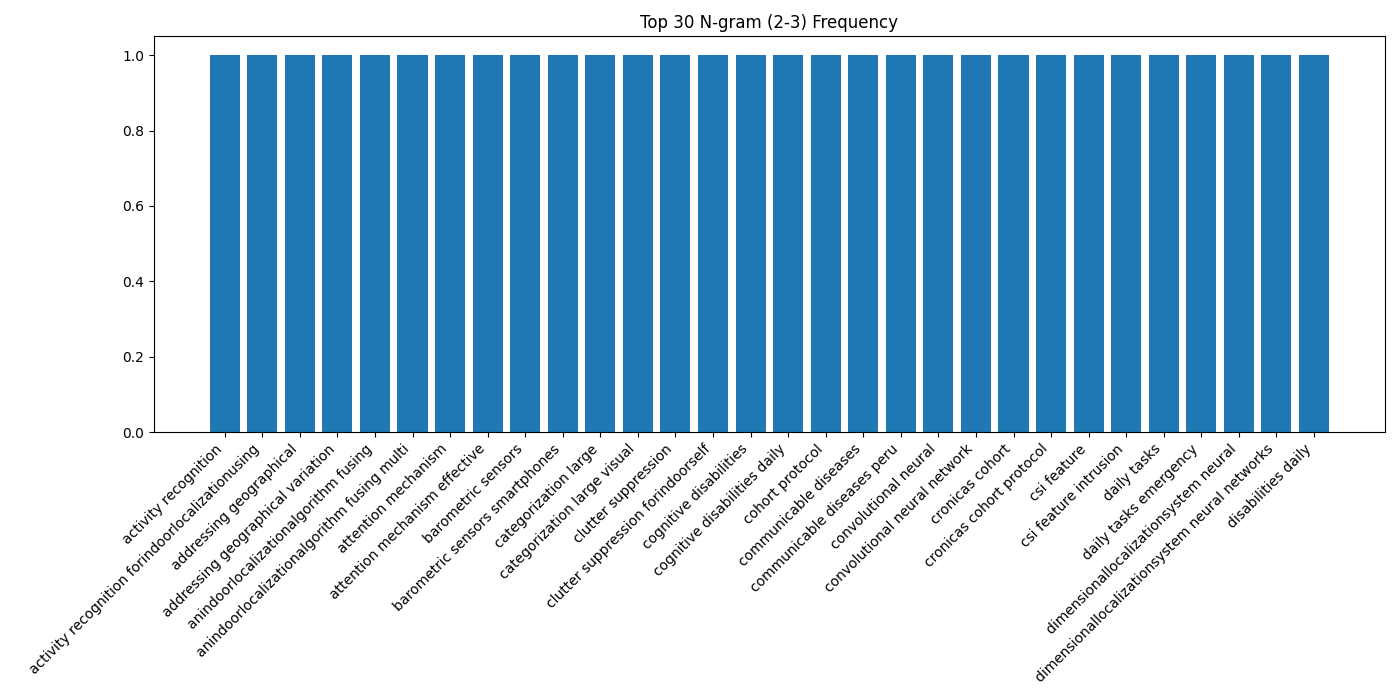 Top 30 N-gram (2-3) Frequency
1.0
0.8
0.6
0.4
0.2
0.0
activity recognition
activity recognition forindoorlocalizationusing
addressing geographical
addressing geographical variation
anindoorlocalizationalgorithm fusing
anindoorlocalizationalgorithm fusing multi
attention mechanism
attention mechanism effective
barometric sensors
barometric sensors smartphones
categorization large
categorization large visual
clutter suppression
clutter suppression forindoorself
cognitive disabilities
cognitive disabilities daily
cohort protocol
communicable diseases
communicable diseases peru
convolutional neural
convolutional neural network
cronicas cohort
cronicas cohort protocol
csi feature
csi feature intrusion
daily tasks
daily tasks emergency
dimensionallocalizationsystem neural
dimensionallocalizationsystem neural networks
disabilities daily